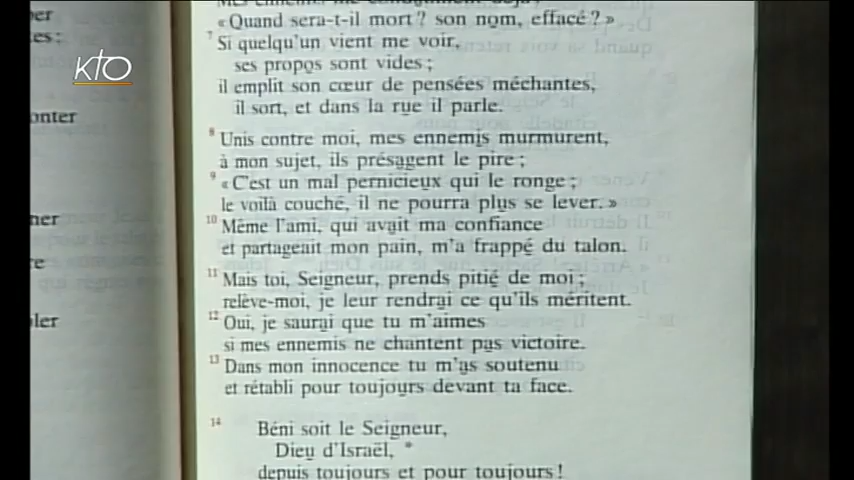 « Quand sera-t-il mort ? son nom, effacé ? »
7 Si quelqu'un vient me voir,
ses propos sont vides ;
il emplit son cœur de pensées méchantes,
il sort, et dans la rue il parle.
8 Unis contre moi, mes ennemis murmurent,
à mon sujet, ils présagent le pire ;
9 « C'est un mal pernicieux qui le ronge ;
le voilà couché, il ne pourra plus se lever. »
10 Même l'ami, qui avait ma confiance
et partageait mon pain, m'a frappé du talon.
11 Mais toi, Seigneur, prends pitié de moi ;
relève-moi, je leur rendrai ce qu'ils méritent.
12 Oui, je saurai que tu m'aimes
si mes ennemis ne chantent pas victoire.
13 Dans mon innocence tu m'as soutenu
et rétabli pour toujours devant ta face.
14 Béni soit le Seigneur,
Dieu d'Israël, *
depuis toujours et pour toujours !
KTO
onter
ner
re
ler